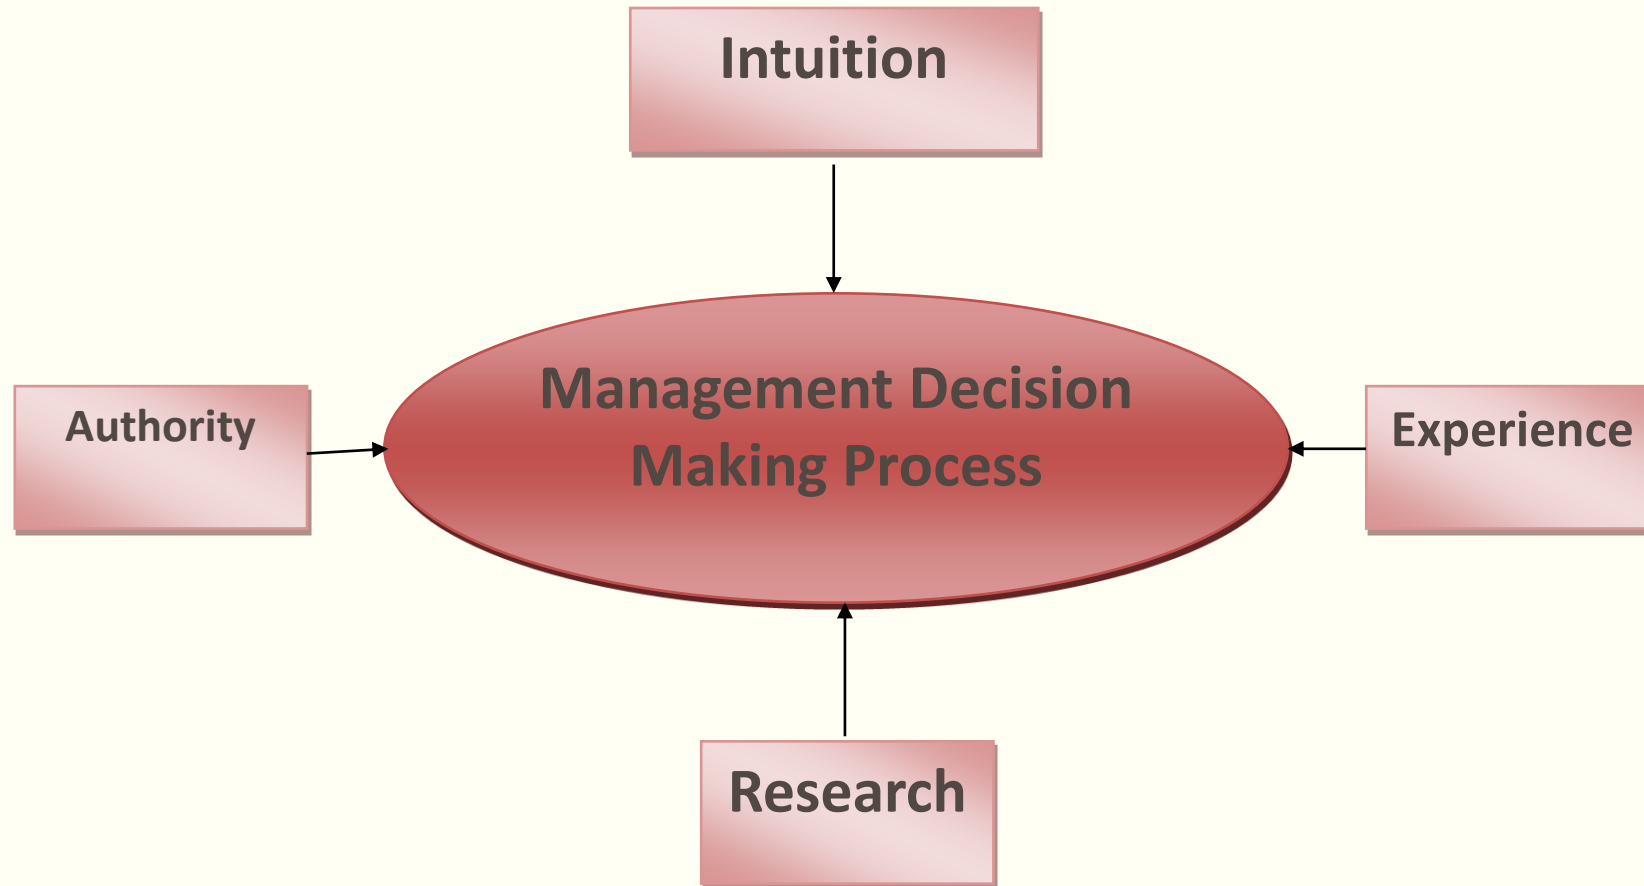 Intuition
Management Decision
Making Process
Authority
Experience
Research